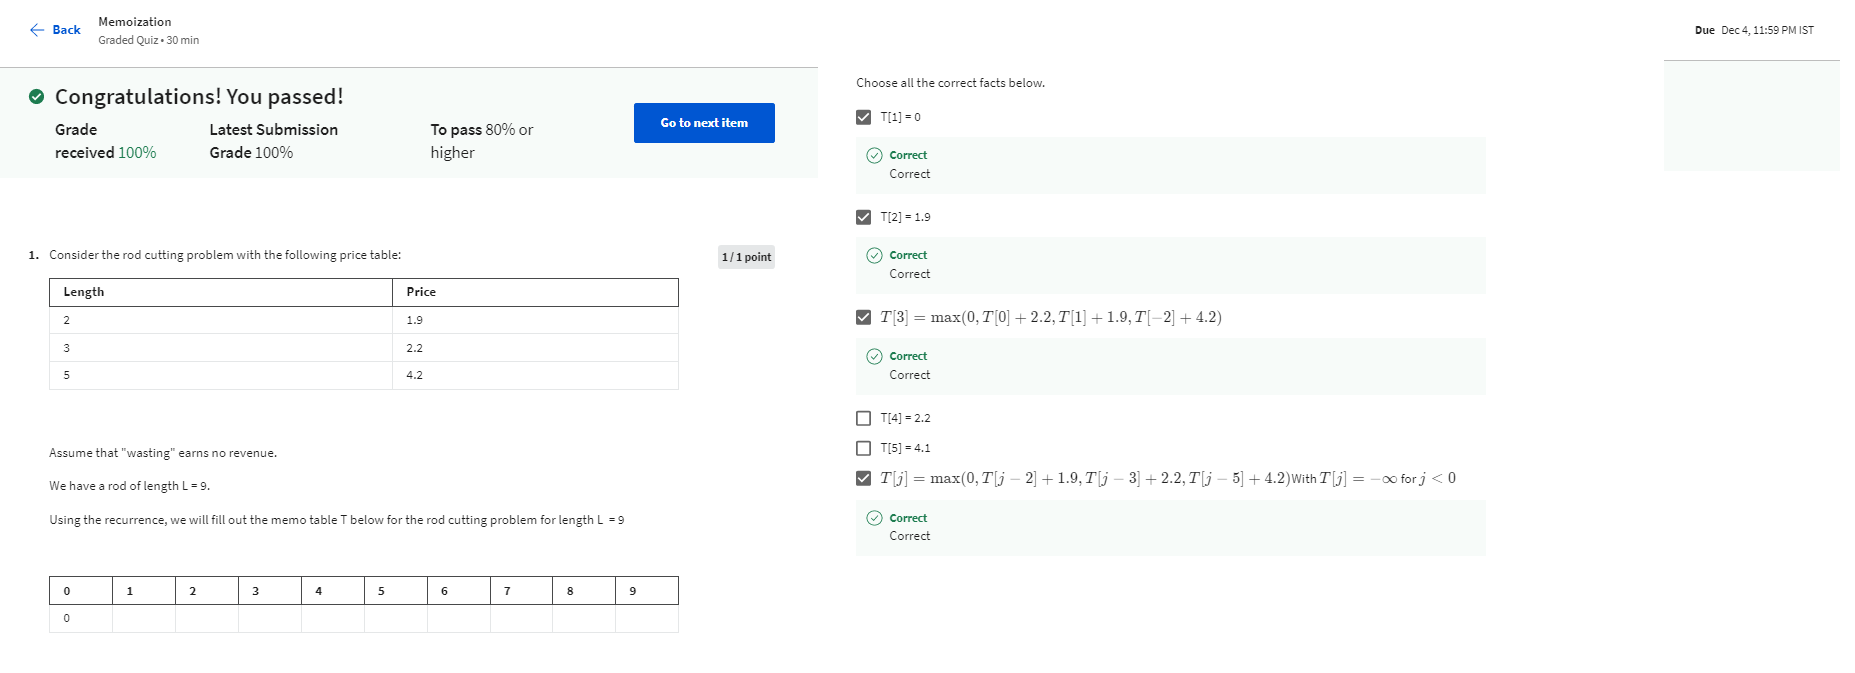 Back
Memoization
Graded Quiz • 30 min
Due Dec 4, 11:59 PM IST
Congratulations! You passed!
Grade received 100%
Latest Submission Grade 100%
To pass 80% or higher
Go to next item
1. Consider the rod cutting problem with the following price table:
1 / 1 point
Length Price
2 1.9
3 2.2
5 4.2
Assume that "wasting" earns no revenue.
We have a rod of length L = 9.
Using the recurrence, we will fill out the memo table T below for the rod cutting problem for length L = 9
0 1 2 3 4 5 6 7 8 9
0
Choose all the correct facts below.
T[1] = 0
Correct
Correct
T[2] = 1.9
Correct
Correct
T[3] = max(0, T[0] + 2.2, T[1] + 1.9, T[−2] + 4.2)
Correct
Correct
T[4] = 2.2
T[5] = 4.1
T[j] = max(0, T[j − 2] + 1.9, T[j − 3] + 2.2, T[j − 5] + 4.2)With T[j] = −∞ for j < 0
Correct
Correct